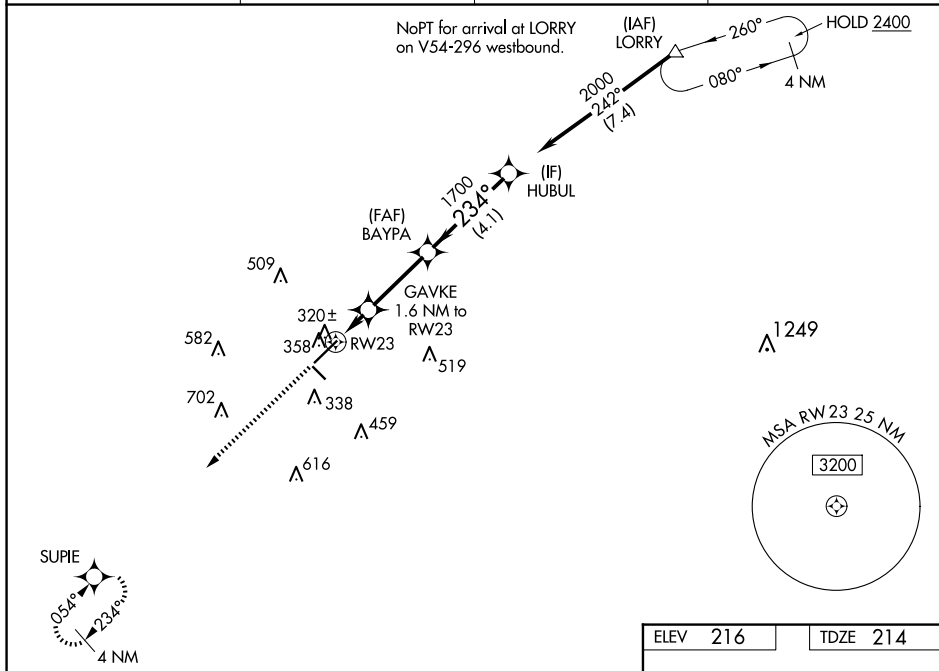 NoPT for arrival at LORRY
on V54-296 westbound.
(IAF)
LORRY
HOLD 2400
260°
080°
4 NM
2000
242°
(7.4)
(IF)
HUBUL
1700
234°
(4.1)
(FAF)
BAYPA
GAVKE
1.6 NM to
RW23
509
320±
358
RW23
582
519
1249
702
338
459
616
MSA RW23 25 NM
3200
SUPIE
054°
234°
4 NM
ELEV 216
TDZE 214